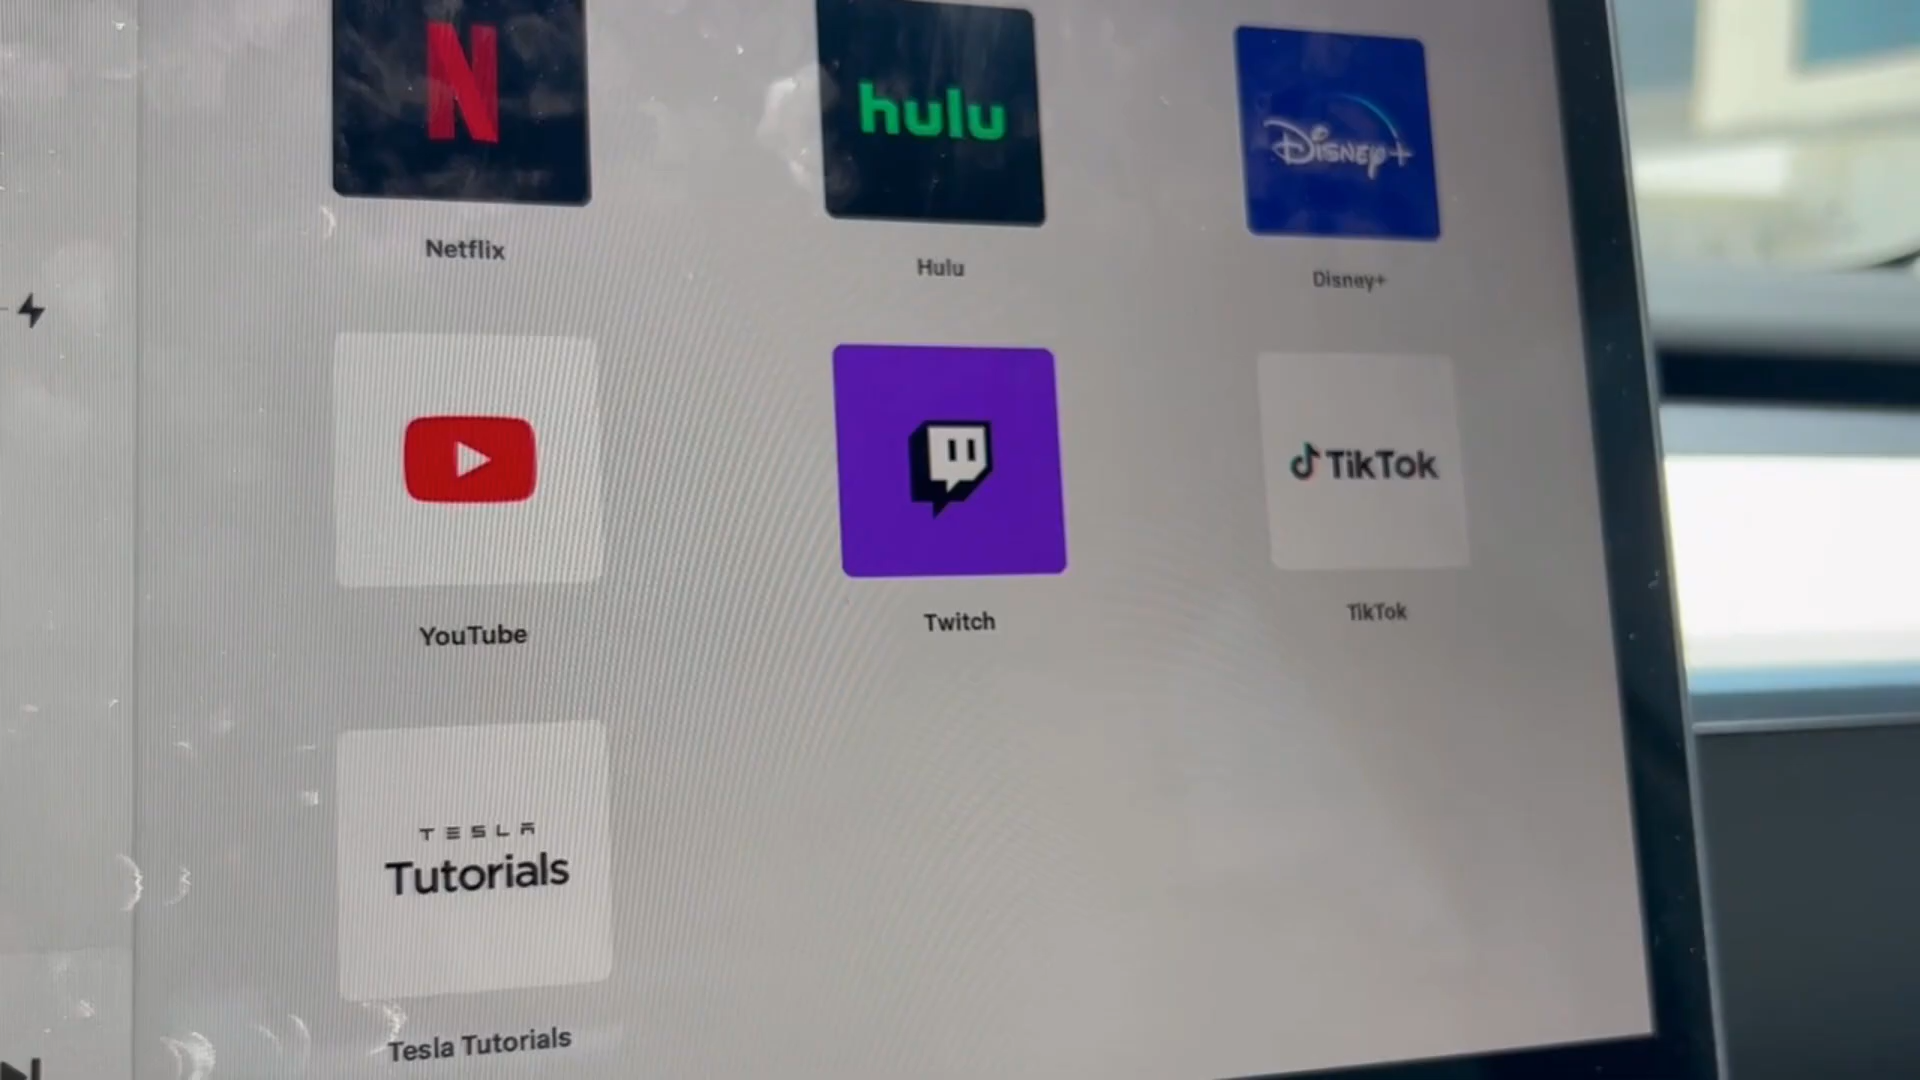 N
hulu
Disney+
Netflix
Hulu
Disney+
TikTok
YouTube
Twitch
TikTok
TESLA
Tutorials
Tesla Tutorials